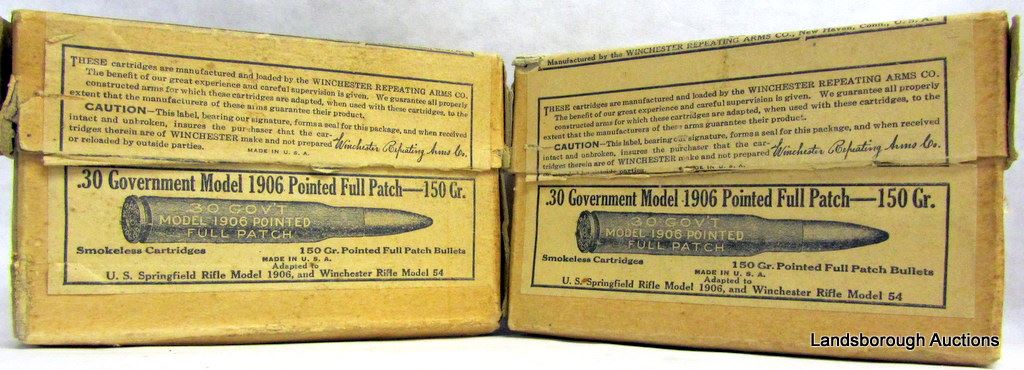 THESE cartridges are manufactured and loaded by the WINCHESTER REPEATING ARMS CO.
The benefit of our great experience and careful supervision is given. We guarantee all properly
constructed arms for which these cartridges are adapted, when used with these cartridges, to the
extent that the manufacturers of these arms guarantee their product.
CAUTION—This label, bearing our signature, forms a seal for this package, and when received
intact and unbroken, insures the purchaser that the car-
tridges therein are of WINCHESTER make and not prepared Winchester Repeating Arms Co.
or reloaded by outside parties.
MADE IN U. S. A.
.30 Government Model 1906 Pointed Full Patch—150 Gr.
30 GOV'T
MODEL 1906 POINTED
FULL PATCH
Smokeless Cartridges 150 Gr. Pointed Full Patch Bullets
MADE IN U. S. A.
Adapted to
U. S. Springfield Rifle Model 1906, and Winchester Rifle Model 54
Manufactured by the WINCHESTER REPEATING ARMS CO., New Haven, Conn., U. S. A.
THESE cartridges are manufactured and loaded by the WINCHESTER REPEATING ARMS CO.
The benefit of our great experience and careful supervision is given. We guarantee all properly
constructed arms for which these cartridges are adapted, when used with these cartridges, to the
extent that the manufacturers of these arms guarantee their product.
CAUTION—This label, bearing our signature, forms a seal for this package, and when received
intact and unbroken, insures the purchaser that the car-
tridges therein are of WINCHESTER make and not prepared Winchester Repeating Arms Co.
outside parties. U. S. A.
.30 Government Model 1906 Pointed Full Patch—150 Gr.
30 GOV'T
MODEL 1906 POINTED
FULL PATCH
Smokeless Cartridges 150 Gr. Pointed Full Patch Bullets
MADE IN U. S. A.
Adapted to
U. S. Springfield Rifle Model 1906, and Winchester Rifle Model 54
Landsborough Auctions